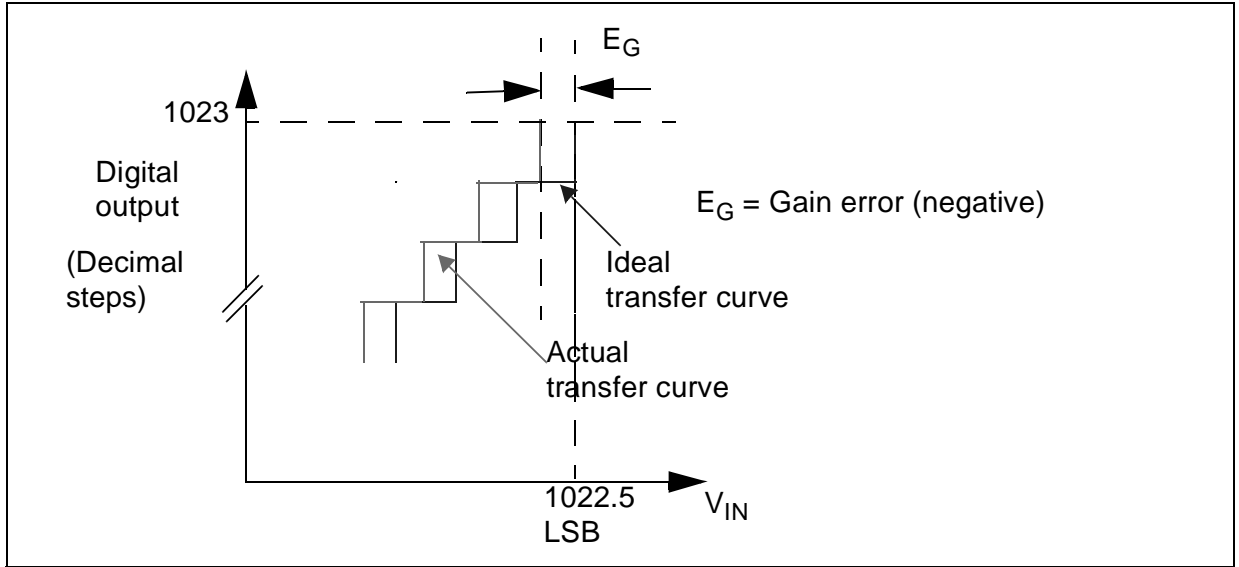 E_G
1023
Digital
output
(Decimal
steps)
E_G = Gain error (negative)
Ideal
transfer curve
Actual
transfer curve
1022.5
LSB
V_IN